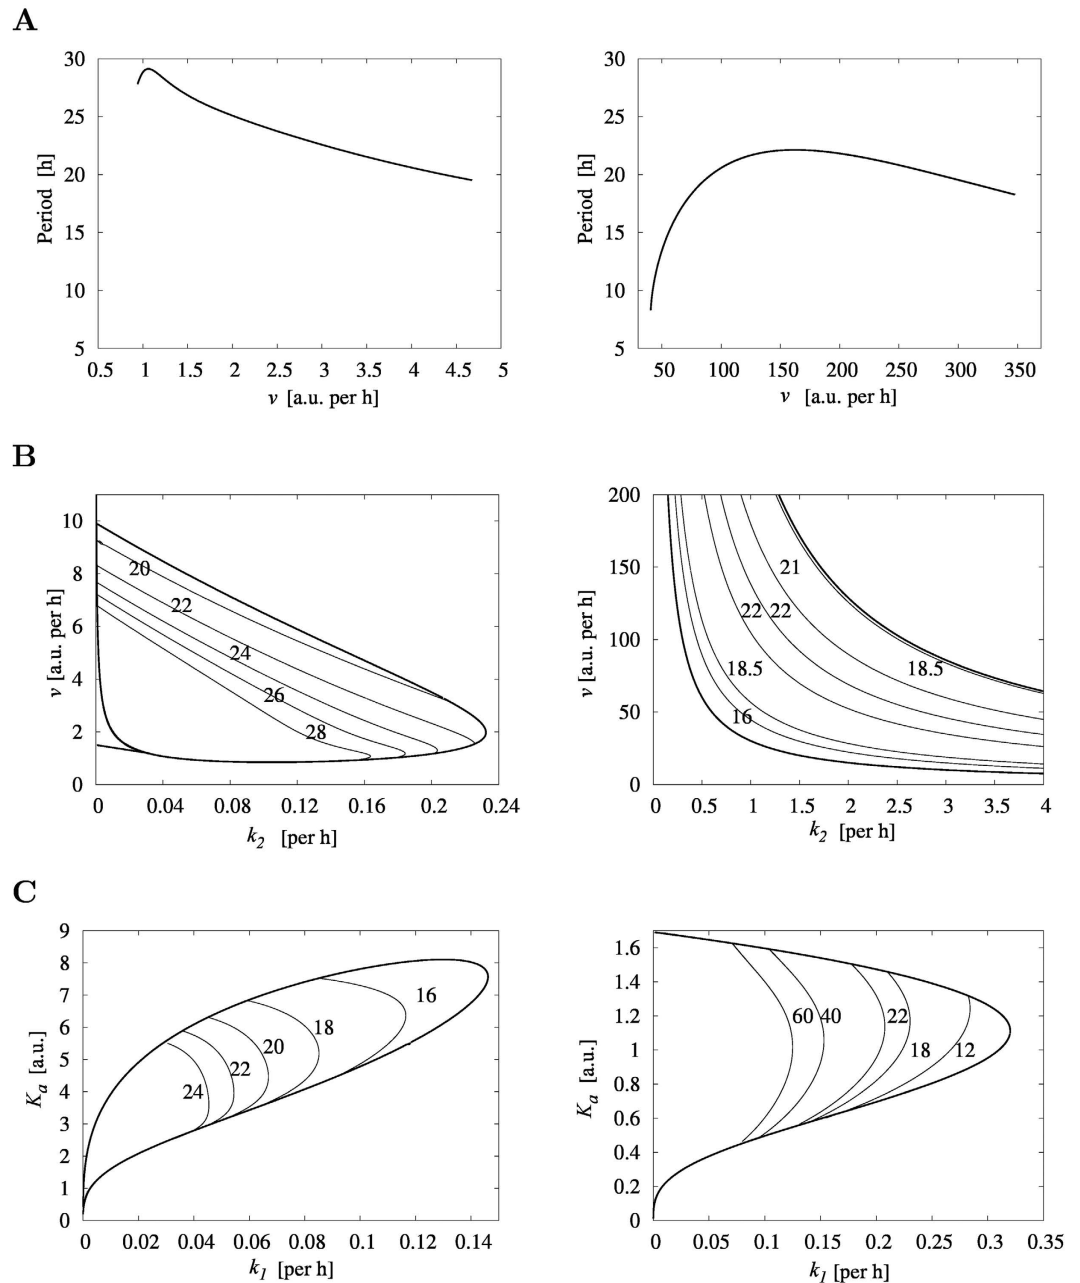 A
30
25
20
15
10
5
Period [h]
0.5 1 1.5 2 2.5 3 3.5 4 4.5 5
v [a.u. per h]
30
25
20
15
10
5
Period [h]
50 100 150 200 250 300 350
v [a.u. per h]
B
10
8
6
4
2
0
v [a.u. per h]
20
22
24
26
28
0 0.04 0.08 0.12 0.16 0.2 0.24
k2 [per h]
200
150
100
50
0
v [a.u. per h]
21
22 22
18.5 18.5
16
0 0.5 1 1.5 2 2.5 3 3.5 4
k2 [per h]
C
9
8
7
6
5
4
3
2
1
0
Ka [a.u.]
16
18
20
22
24
0 0.02 0.04 0.06 0.08 0.1 0.12 0.14
k1 [per h]
1.6
1.4
1.2
1
0.8
0.6
0.4
0.2
0
Ka [a.u.]
60 40 22
18 12
0 0.05 0.1 0.15 0.2 0.25 0.3 0.35
k1 [per h]